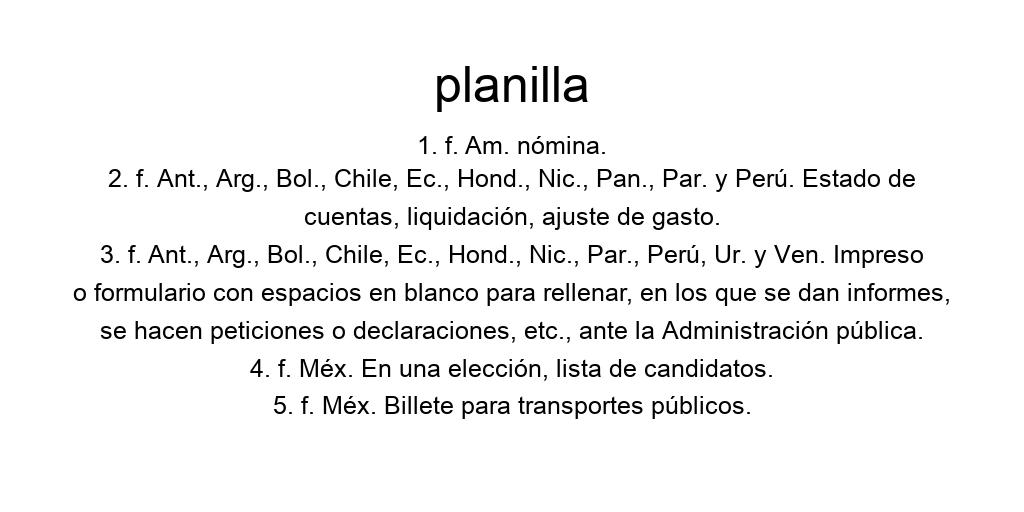 planilla
1. f. Am. nómina.
2. f. Ant., Arg., Bol., Chile, Ec., Hond., Nic., Pan., Par. y Perú. Estado de
cuentas, liquidación, ajuste de gasto.
3. f. Ant., Arg., Bol., Chile, Ec., Hond., Nic., Par., Perú, Ur. y Ven. Impreso
o formulario con espacios en blanco para rellenar, en los que se dan informes,
se hacen peticiones o declaraciones, etc., ante la Administración pública.
4. f. Méx. En una elección, lista de candidatos.
5. f. Méx. Billete para transportes públicos.